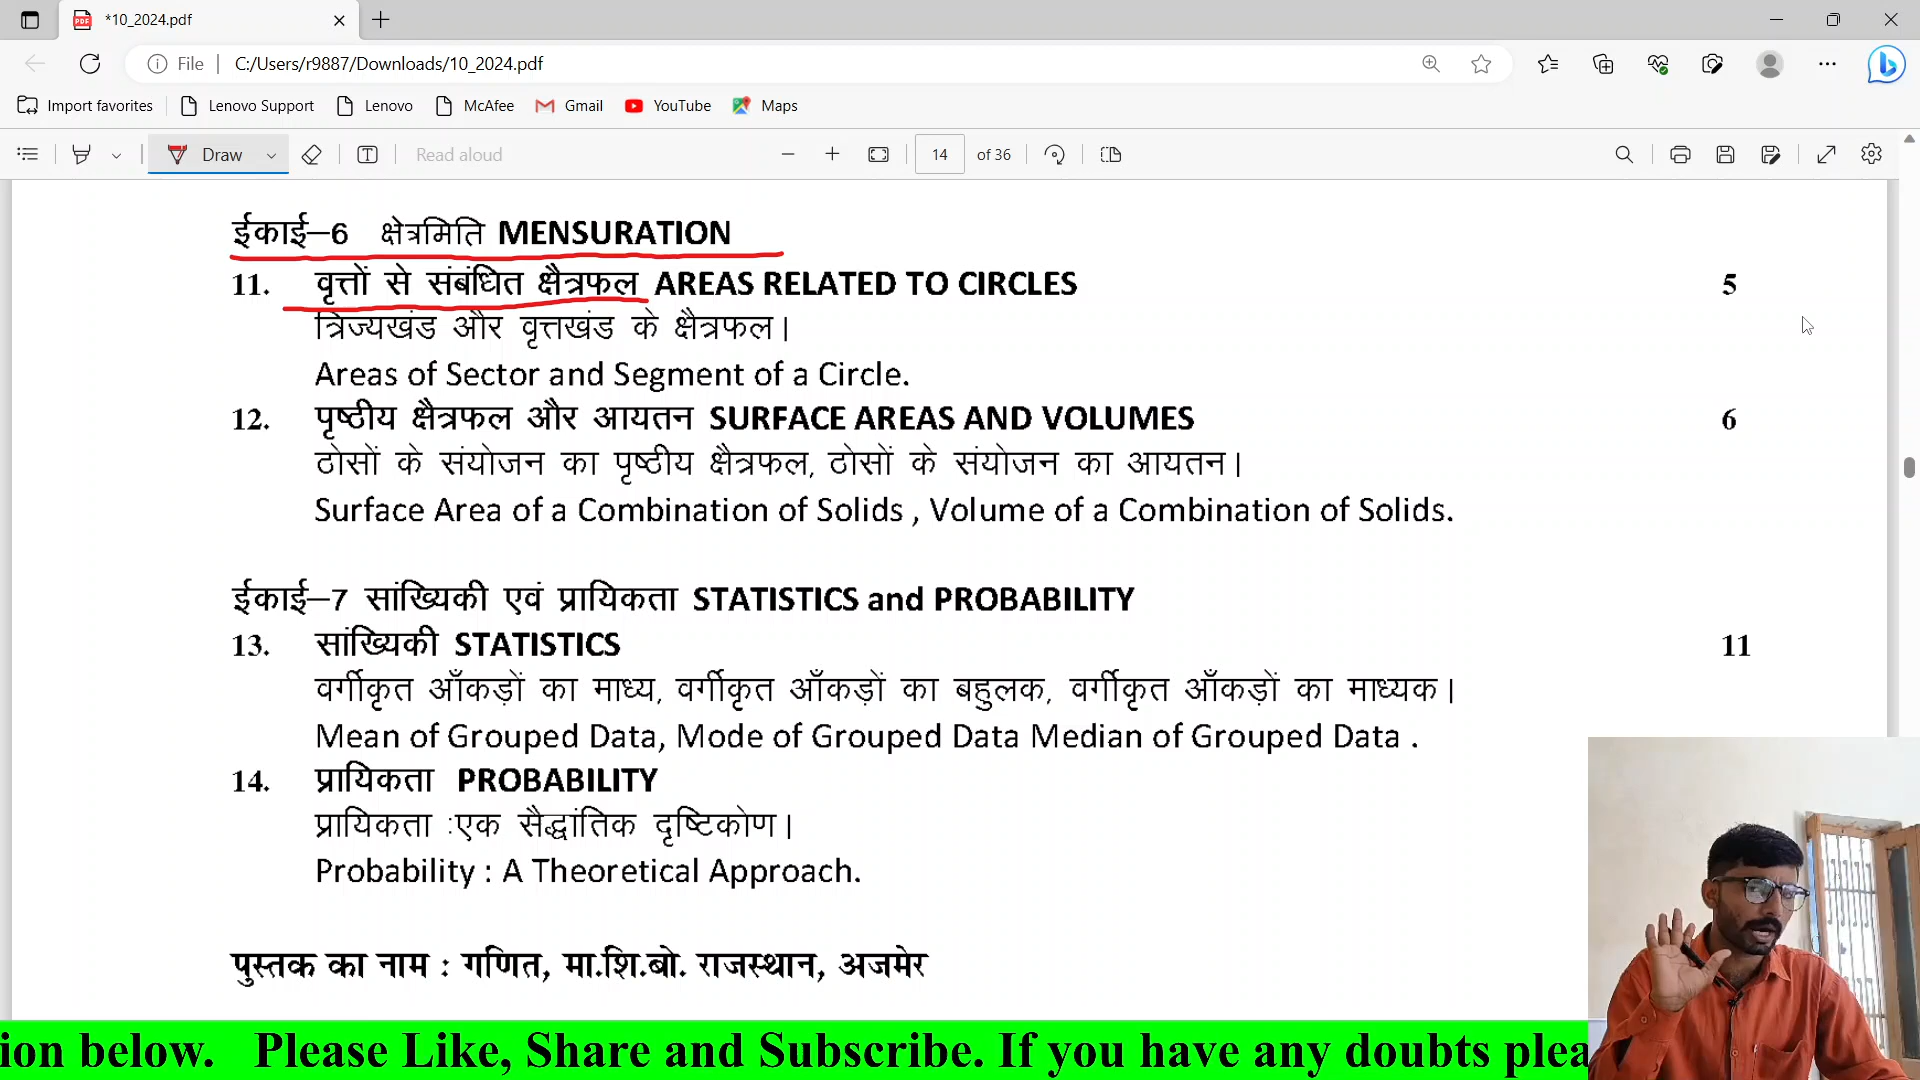 *10_2024.pdf
File C:/Users/r9887/Downloads/10_2024.pdf
Import favorites Lenovo Support Lenovo McAfee Gmail YouTube Maps
Draw Read aloud 14 of 36
ईकाई–6 क्षेत्रमिति MENSURATION
11. वृत्तों से संबंधित क्षैत्रफल AREAS RELATED TO CIRCLES 5
त्रिज्यखंड और वृत्तखंड के क्षैत्रफल।
Areas of Sector and Segment of a Circle.
12. पृष्ठीय क्षैत्रफल और आयतन SURFACE AREAS AND VOLUMES 6
ठोसों के संयोजन का पृष्ठीय क्षैत्रफल, ठोसों के संयोजन का आयतन।
Surface Area of a Combination of Solids , Volume of a Combination of Solids.
ईकाई–7 सांख्यिकी एवं प्रायिकता STATISTICS and PROBABILITY
13. सांख्यिकी STATISTICS 11
वर्गीकृत आँकड़ों का माध्य, वर्गीकृत आँकड़ों का बहुलक, वर्गीकृत आँकड़ों का माध्यक।
Mean of Grouped Data, Mode of Grouped Data Median of Grouped Data .
14. प्रायिकता PROBABILITY
प्रायिकता :एक सैद्धांतिक दृष्टिकोण।
Probability : A Theoretical Approach.
पुस्तक का नाम : गणित, मा.शि.बो. राजस्थान, अजमेर
ion below. Please Like, Share and Subscribe. If you have any doubts plea